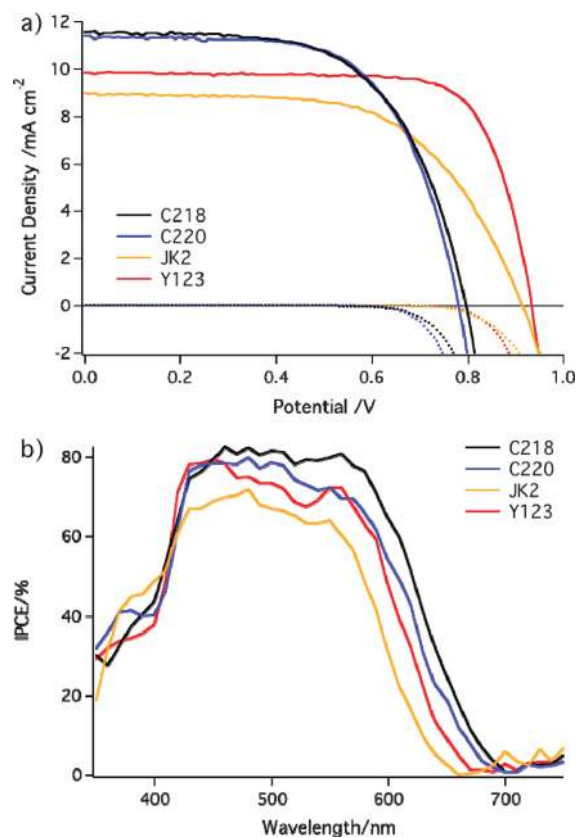 a)
12
10
8
6
4
2
0
-2
Current Density /mA cm-2
C218
C220
JK2
Y123
0.0 0.2 0.4 0.6 0.8 1.0
Potential /V
b)
80
60
40
20
0
IPCE/%
C218
C220
JK2
Y123
400 500 600 700
Wavelength/nm